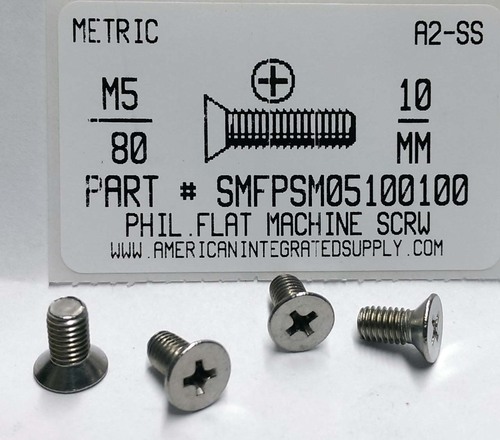 METRIC A2-SS
M5 10
80 MM
PART # SMFPSM05100100
PHIL.FLAT MACHINE SCRW
WWW.AMERICANINTEGRATEDSUPPLY.COM